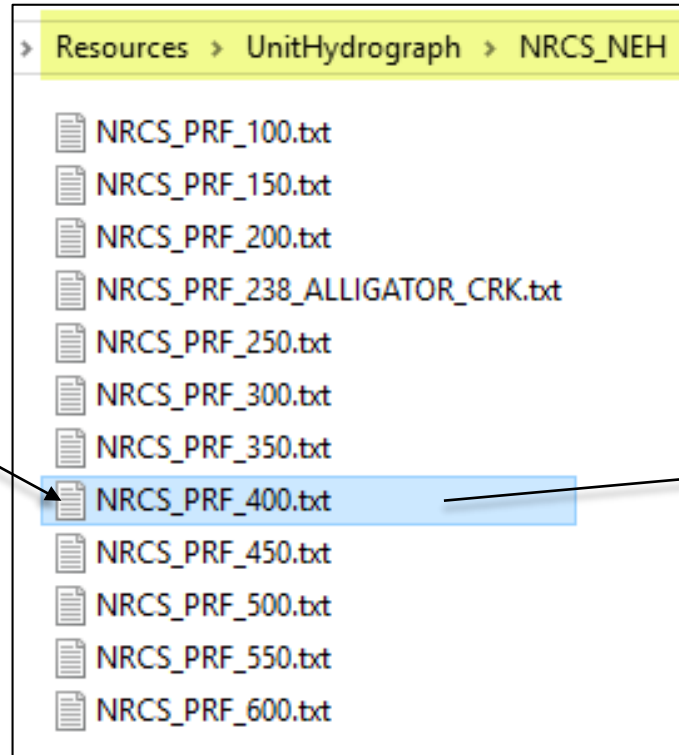 > Resources > UnitHydrograph > NRCS_NEH
NRCS_PRF_100.txt
NRCS_PRF_150.txt
NRCS_PRF_200.txt
NRCS_PRF_238_ALLIGATOR_CRK.txt
NRCS_PRF_250.txt
NRCS_PRF_300.txt
NRCS_PRF_350.txt
NRCS_PRF_400.txt
NRCS_PRF_450.txt
NRCS_PRF_500.txt
NRCS_PRF_550.txt
NRCS_PRF_600.txt